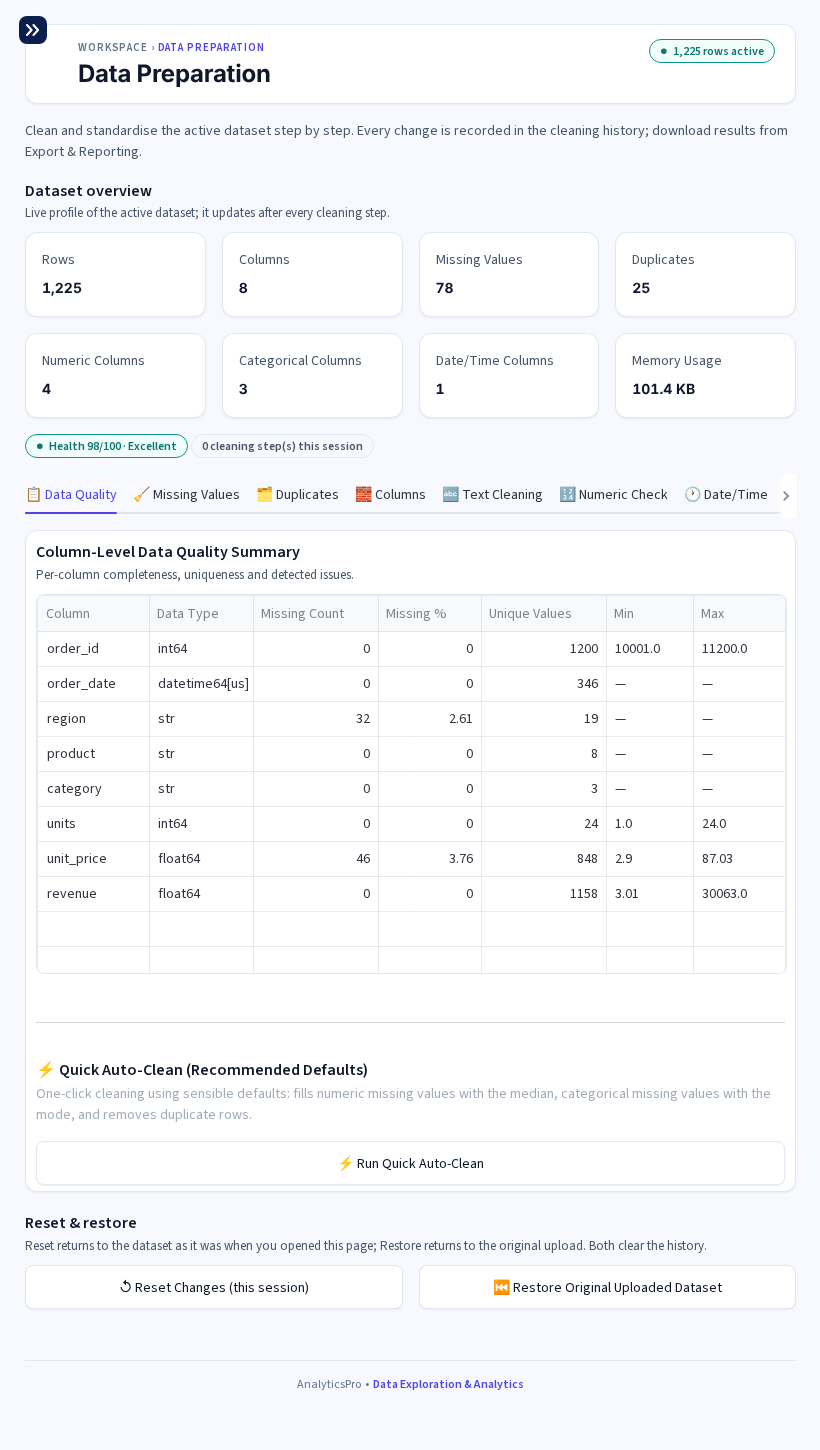 WORKSPACE › DATA PREPARATION
Data Preparation
1,225 rows active
Clean and standardise the active dataset step by step. Every change is recorded in the cleaning history; download results from
Export & Reporting.
Dataset overview
Live profile of the active dataset; it updates after every cleaning step.
Rows Columns Missing Values Duplicates
1,225 8 78 25
Numeric Columns Categorical Columns Date/Time Columns Memory Usage
4 3 1 101.4 KB
Health 98/100 · Excellent 0 cleaning step(s) this session
📋 Data Quality 🧹 Missing Values 🗂️ Duplicates 🧱 Columns 🔤 Text Cleaning 🔢 Numeric Check 🕐 Date/Time
Column-Level Data Quality Summary
Per-column completeness, uniqueness and detected issues.
Column Data Type Missing Count Missing % Unique Values Min Max
order_id int64 0 0 1200 10001.0 11200.0
order_date datetime64[us] 0 0 346 — —
region str 32 2.61 19 — —
product str 0 0 8 — —
category str 0 0 3 — —
units int64 0 0 24 1.0 24.0
unit_price float64 46 3.76 848 2.9 87.03
revenue float64 0 0 1158 3.01 30063.0
⚡ Quick Auto-Clean (Recommended Defaults)
One-click cleaning using sensible defaults: fills numeric missing values with the median, categorical missing values with the
mode, and removes duplicate rows.
⚡ Run Quick Auto-Clean
Reset & restore
Reset returns to the dataset as it was when you opened this page; Restore returns to the original upload. Both clear the history.
↺ Reset Changes (this session) ⏮️ Restore Original Uploaded Dataset
AnalyticsPro • Data Exploration & Analytics